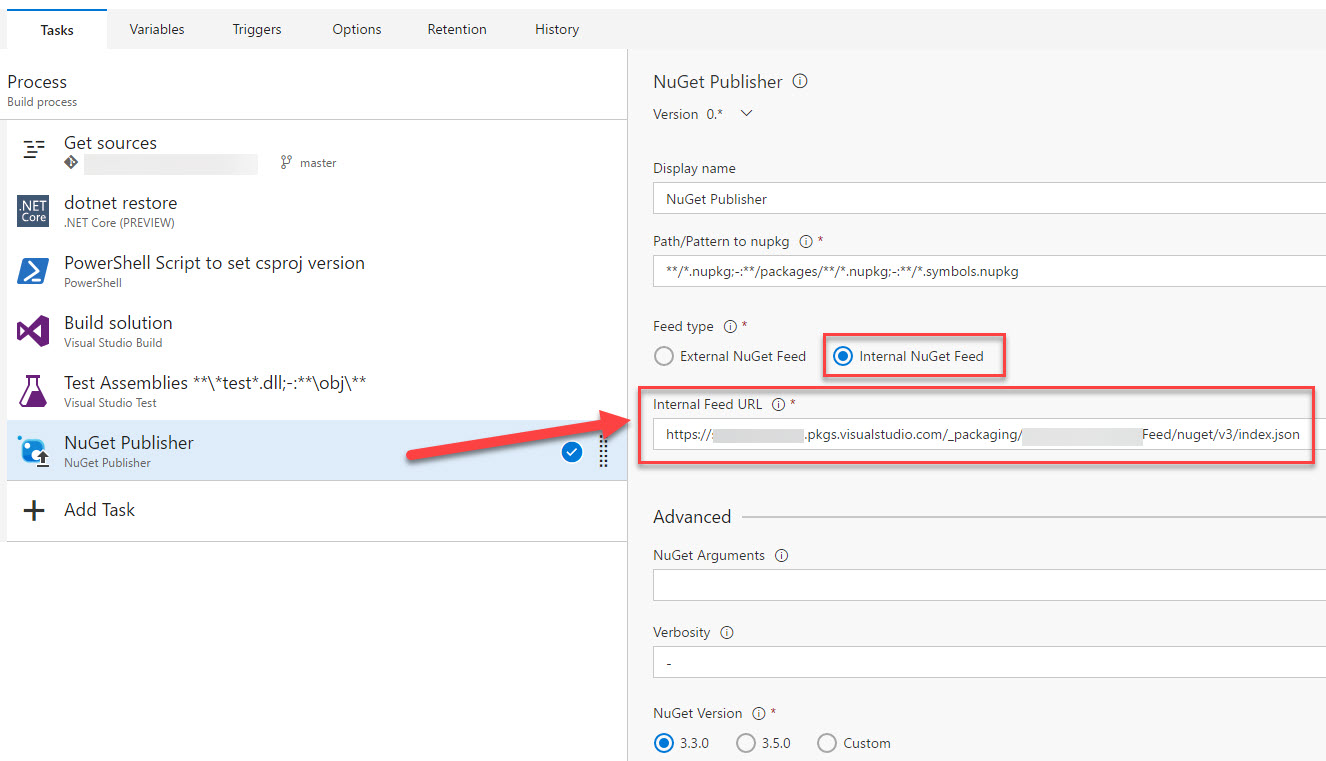 Tasks Variables Triggers Options Retention History
Process
Build process
Get sources
master
.NET Core
dotnet restore
.NET Core (PREVIEW)
PowerShell Script to set csproj version
PowerShell
Build solution
Visual Studio Build
Test Assemblies **\*test*.dll;-:**\obj\**
Visual Studio Test
NuGet Publisher
NuGet Publisher
Add Task
NuGet Publisher
Version 0.*
Display name
NuGet Publisher
Path/Pattern to nupkg *
**/*.nupkg;-:**/packages/**/*.nupkg;-:**/*.symbols.nupkg
Feed type *
External NuGet Feed Internal NuGet Feed
Internal Feed URL *
https:// .pkgs.visualstudio.com/_packaging/ Feed/nuget/v3/index.json
Advanced
NuGet Arguments
Verbosity
-
NuGet Version *
3.3.0 3.5.0 Custom